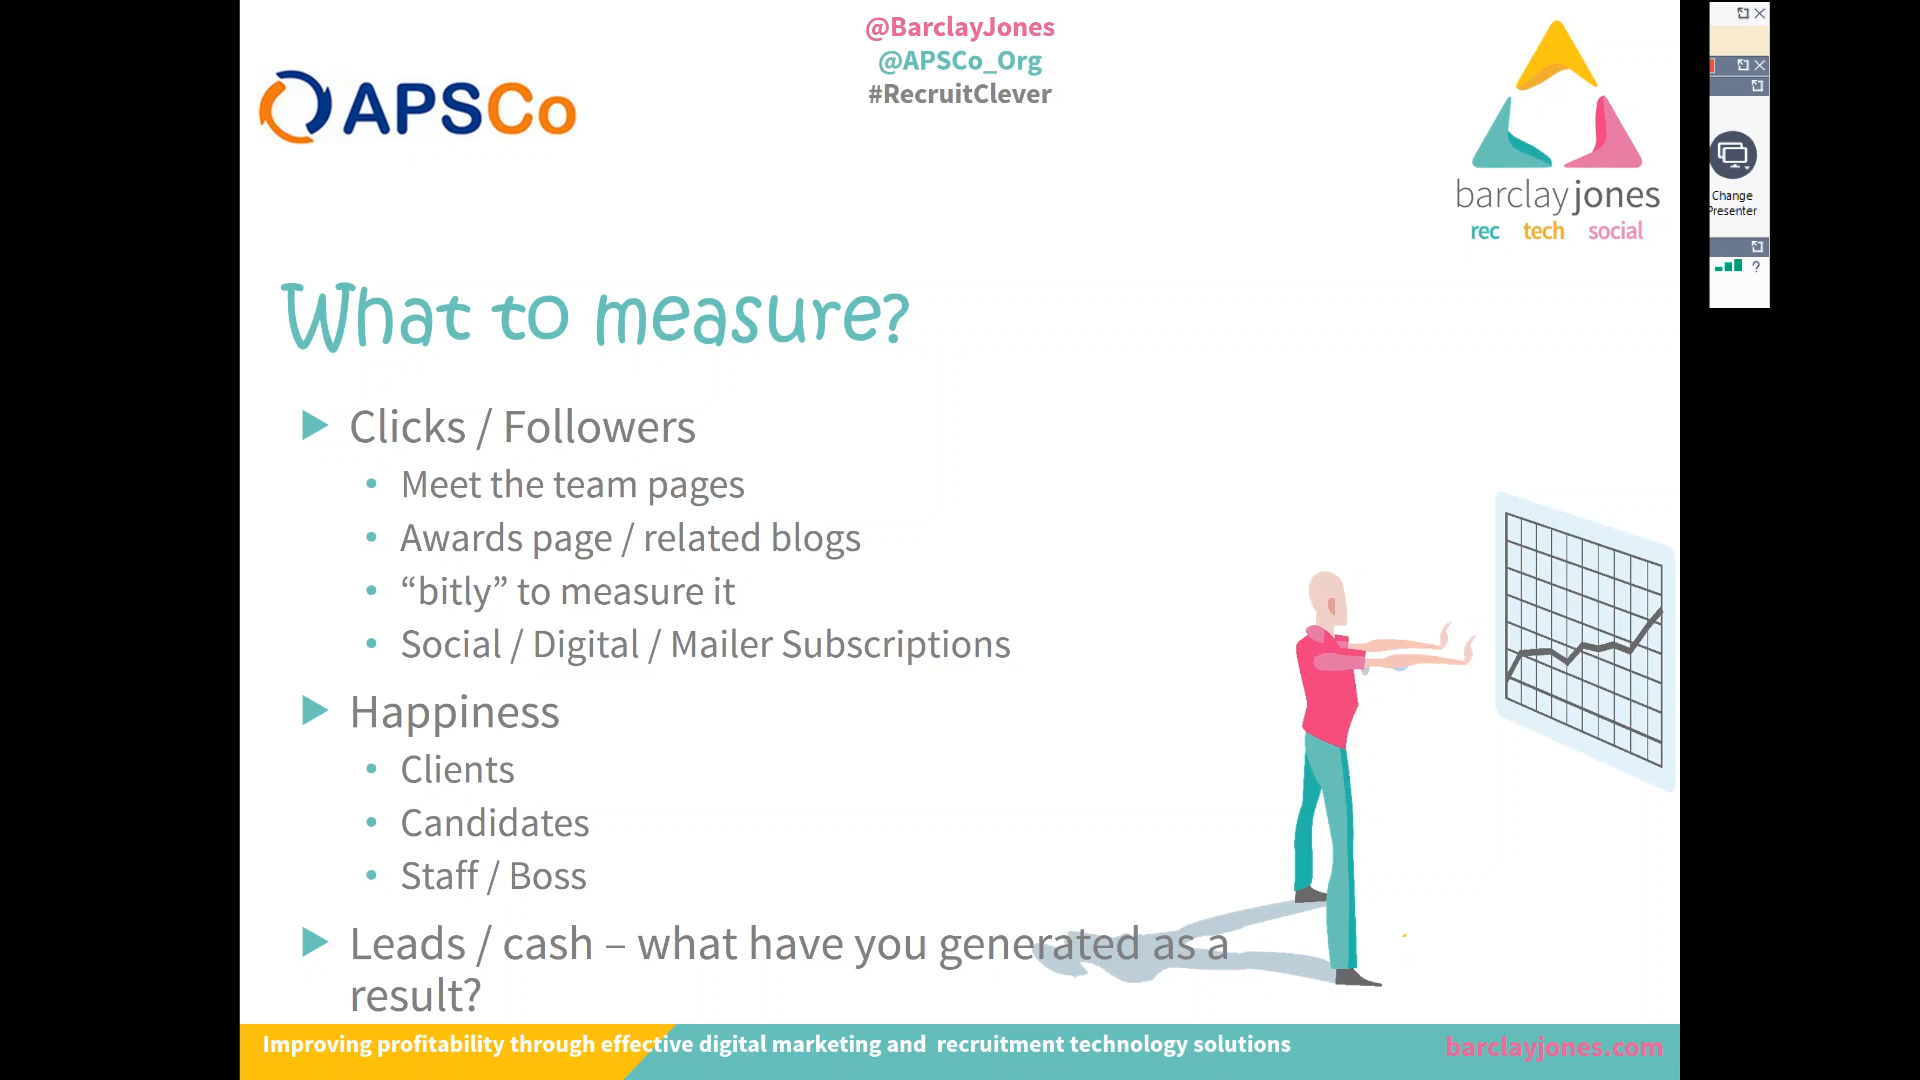 @BarclayJones
@APSCo_Org
#RecruitClever
APSCo
barclayjones
rec tech social
Change
Presenter
?
What to measure?
Clicks / Followers
• Meet the team pages
• Awards page / related blogs
• “bitly” to measure it
• Social / Digital / Mailer Subscriptions
Happiness
• Clients
• Candidates
• Staff / Boss
Leads / cash – what have you generated as a
result?
Improving profitability through effective digital marketing and recruitment technology solutions
barclayjones.com